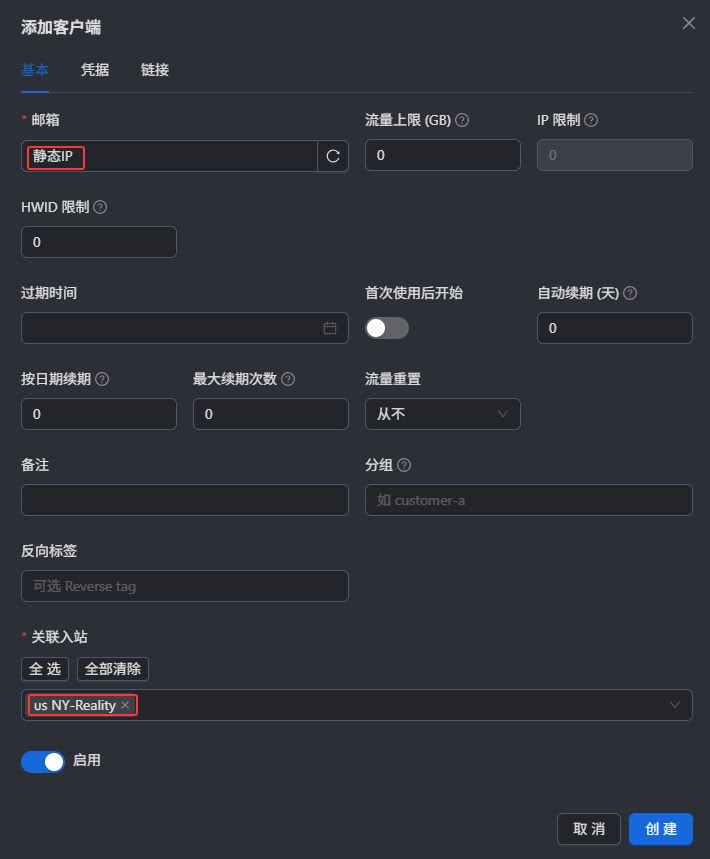 添加客户端
基本 凭据 链接
* 邮箱 流量上限 (GB) IP 限制
静态IP 0 0
HWID 限制
0
过期时间 首次使用后开始 自动续期 (天)
0
按日期续期 最大续期次数 流量重置
0 0 从不
备注 分组
如 customer-a
反向标签
可选 Reverse tag
* 关联入站
全 选 全部清除
us NY-Reality
启用
取 消 创 建